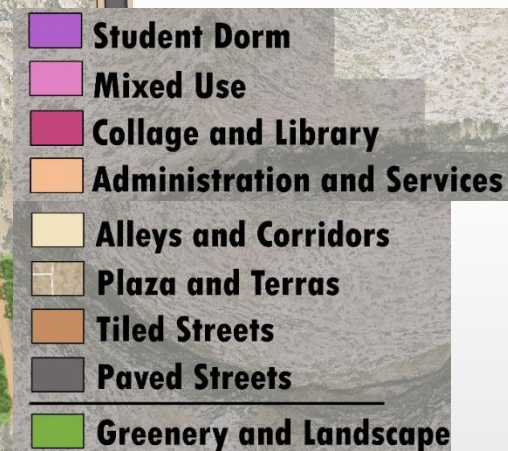 Student Dorm
Mixed Use
Collage and Library
Administration and Services
Alleys and Corridors
Plaza and Terras
Tiled Streets
Paved Streets
Greenery and Landscape